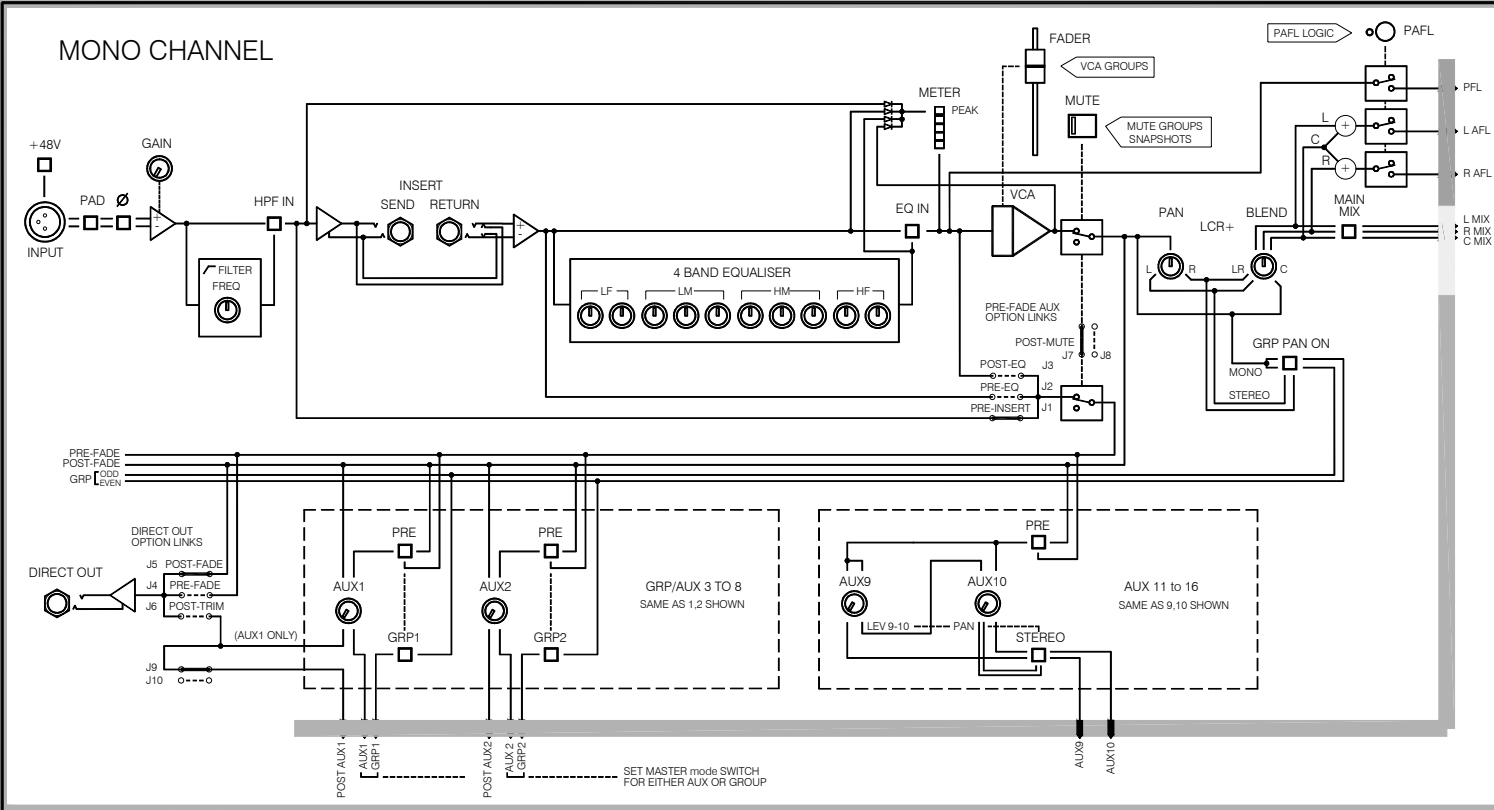 MONO CHANNEL
PAFL LOGIC
PAFL
FADER
VCA GROUPS
METER
PEAK
MUTE
MUTE GROUPS
SNAPSHOTS
PFL
L
C
R
L AFL
R AFL
+48V
GAIN
PAD
Ø
HPF IN
INSERT
SEND
RETURN
+
-
+
-
+
+
INPUT
FILTER
FREQ
4 BAND EQUALISER
LF
LM
HM
HF
EQ IN
VCA
PAN
LCR+
BLEND
MAIN
MIX
L MIX
R MIX
C MIX
L
R
LR
C
PRE-FADE AUX
OPTION LINKS
POST-MUTE
J7
J8
POST-EQ
J3
PRE-EQ
J2
PRE-INSERT
J1
GRP PAN ON
MONO
STEREO
PRE-FADE
POST-FADE
GRP
ODD
EVEN
DIRECT OUT
OPTION LINKS
J5 POST-FADE
J4 PRE-FADE
J6 POST-TRIM
DIRECT OUT
(AUX1 ONLY)
J9
J10
PRE
AUX1
GRP1
PRE
AUX2
GRP2
GRP/AUX 3 TO 8
SAME AS 1,2 SHOWN
PRE
AUX9
AUX10
LEV 9-10
PAN
STEREO
AUX 11 to 16
SAME AS 9,10 SHOWN
POST AUX1
AUX1
GRP1
POST AUX2
AUX 2
GRP2
SET MASTER mode SWITCH
FOR EITHER AUX OR GROUP
AUX9
AUX10